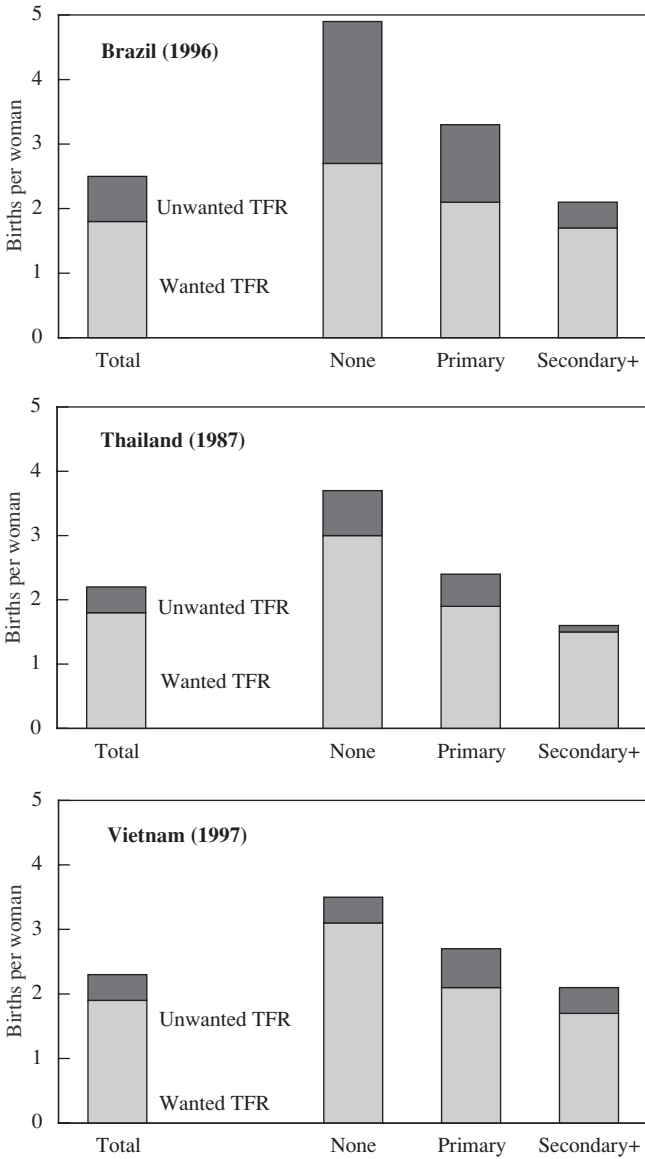 5
Brazil (1996)
4
3
Births per woman
2
Unwanted TFR
1
Wanted TFR
0
Total None Primary Secondary+
5
Thailand (1987)
4
3
Births per woman
2
Unwanted TFR
1
Wanted TFR
0
Total None Primary Secondary+
5
Vietnam (1997)
4
3
Births per woman
2
Unwanted TFR
1
Wanted TFR
0
Total None Primary Secondary+